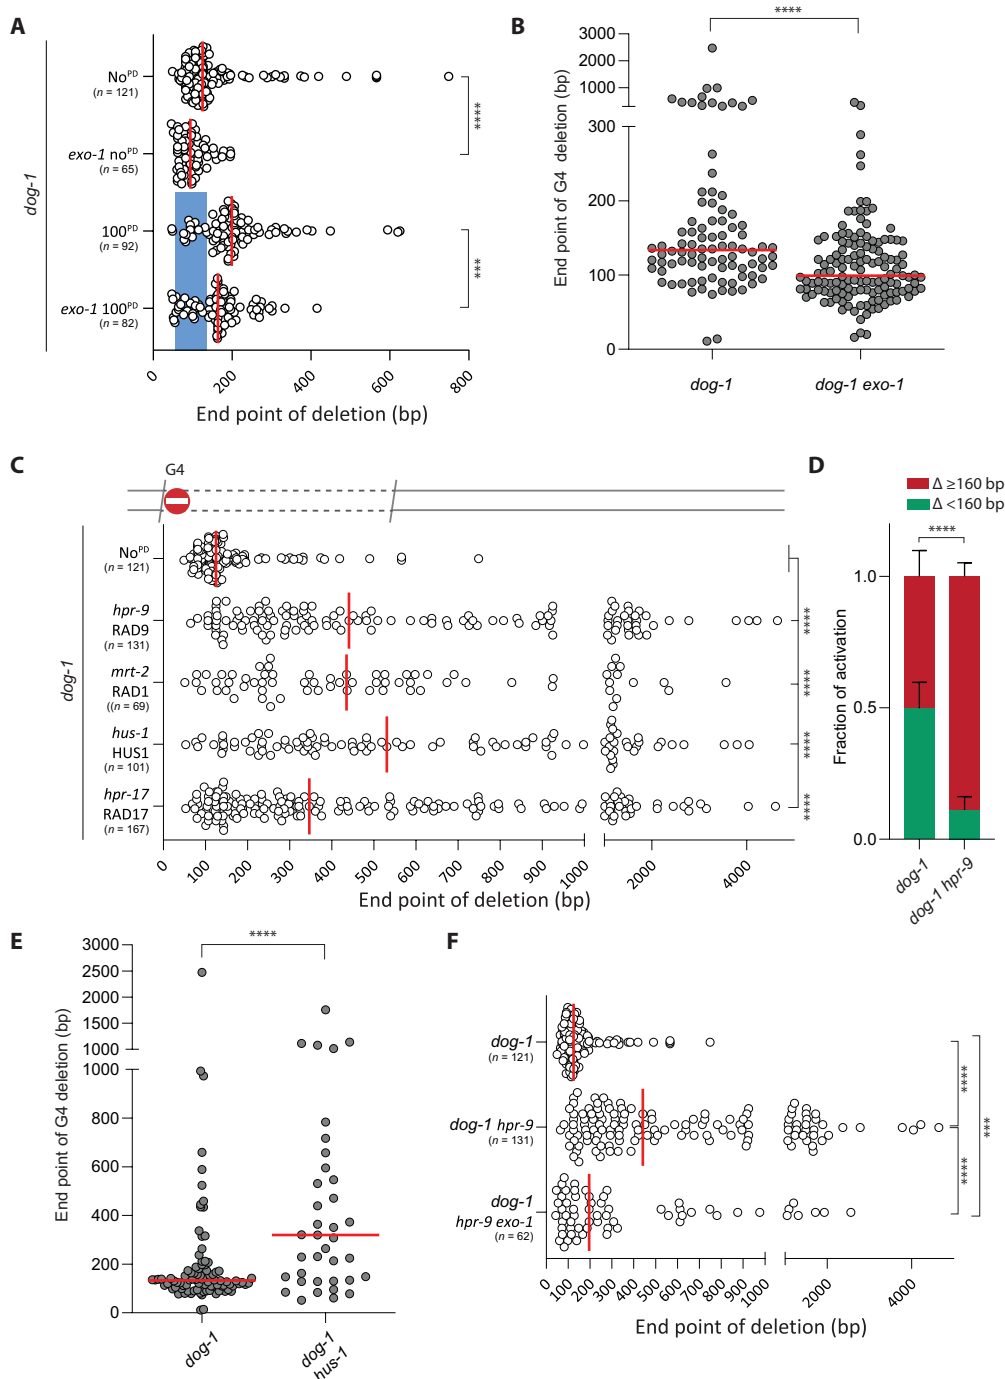 A
dog-1
No^PD
(n = 121)
exo-1 no^PD
(n = 65)
100^PD
(n = 92)
exo-1 100^PD
(n = 82)
****
***
0 200 400 600 800
End point of deletion (bp)
B
****
End point of G4 deletion (bp)
3000
2000
1000
300
200
100
0
dog-1 dog-1 exo-1
C
G4
dog-1
No^PD
(n = 121)
hpr-9
RAD9
(n = 131)
mrt-2
RAD1
((n = 69)
hus-1
HUS1
(n = 101)
hpr-17
RAD17
(n = 167)
****
****
****
****
0 100 200 300 400 500 600 700 800 900 1000 2000 4000
End point of deletion (bp)
D
Δ ≥160 bp
Δ <160 bp
****
Fraction of activation
1.0
0.5
0.0
dog-1
dog-1 hpr-9
E
****
End point of G4 deletion (bp)
3000
2500
2000
1500
1000
1000
800
600
400
200
0
dog-1
dog-1
hus-1
F
dog-1
(n = 121)
dog-1 hpr-9
(n = 131)
dog-1
hpr-9 exo-1
(n = 62)
****
****
***
0 100 200 300 400 500 600 700 800 900 1000 2000 4000
End point of deletion (bp)